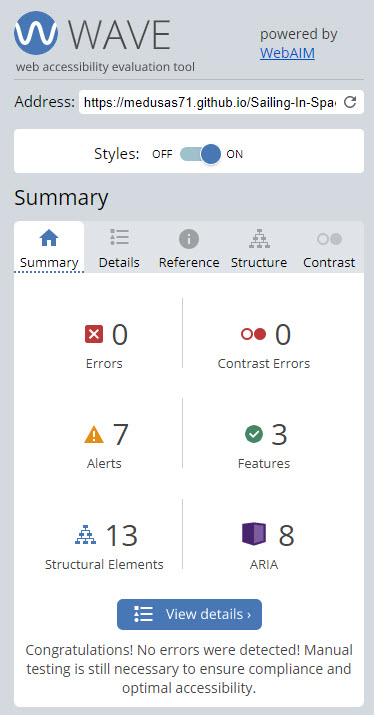 WAVE
powered by
WebAIM
web accessibility evaluation tool
Address: https://medusas71.github.io/Sailing-In-Spa
Styles: OFF ON
Summary
Summary Details Reference Structure Contrast
0 0
Errors Contrast Errors
7 3
Alerts Features
13 8
Structural Elements ARIA
View details ›
Congratulations! No errors were detected! Manual
testing is still necessary to ensure compliance and
optimal accessibility.